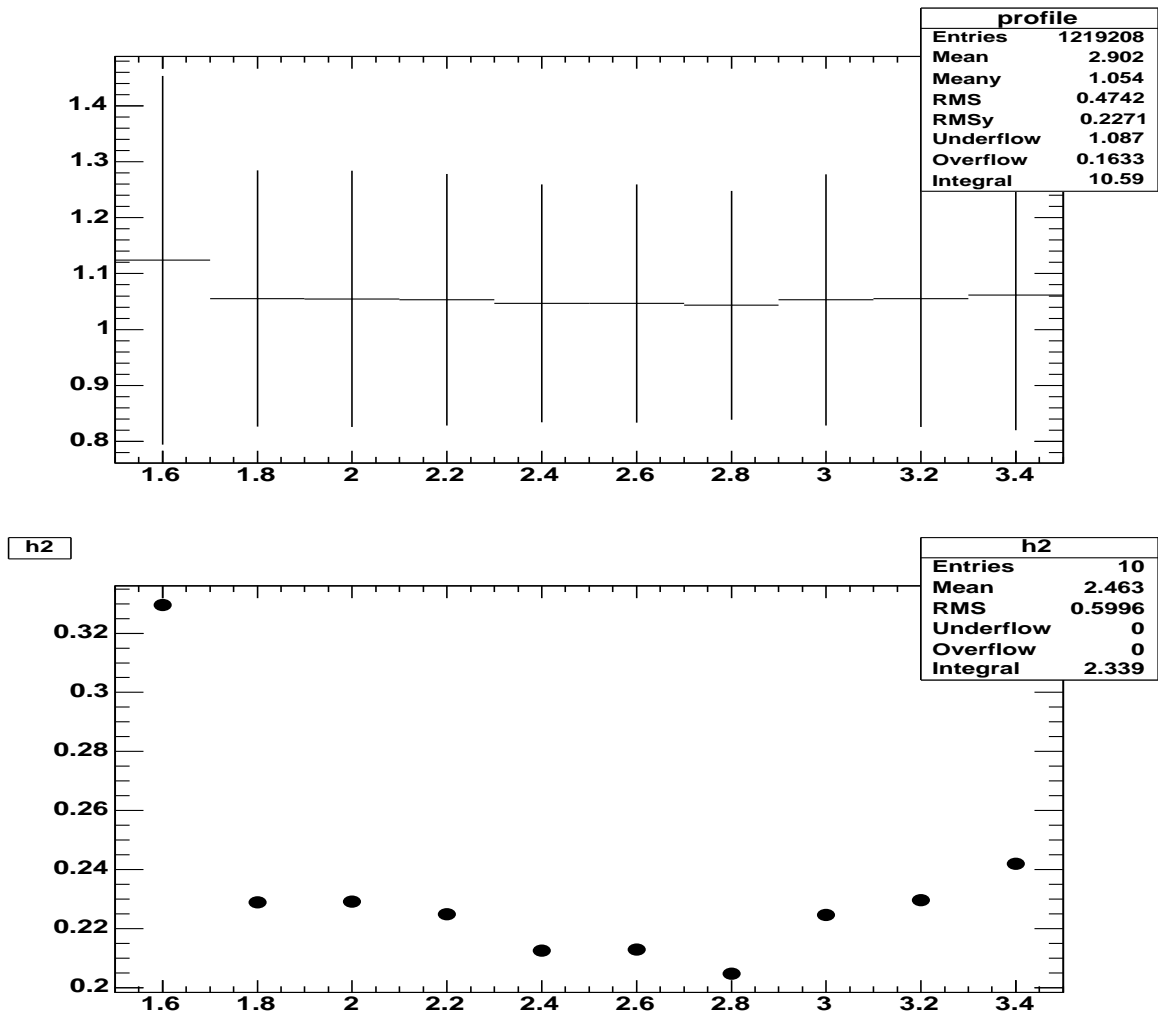 profile
Entries 1219208
Mean 2.902
Meany 1.054
RMS 0.4742
RMSy 0.2271
Underflow 1.087
Overflow 0.1633
Integral 10.59
1.4
1.3
1.2
1.1
1
0.9
0.8
1.6 1.8 2 2.2 2.4 2.6 2.8 3 3.2 3.4
h2
h2
Entries 10
Mean 2.463
RMS 0.5996
Underflow 0
Overflow 0
Integral 2.339
0.32
0.3
0.28
0.26
0.24
0.22
0.2
1.6 1.8 2 2.2 2.4 2.6 2.8 3 3.2 3.4